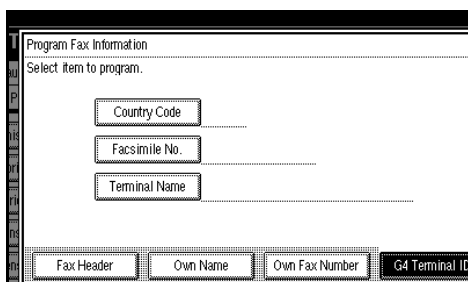 Program Fax Information
Select item to program.
Country Code
Facsimile No.
Terminal Name
Fax Header
Own Name
Own Fax Number
G4 Terminal ID